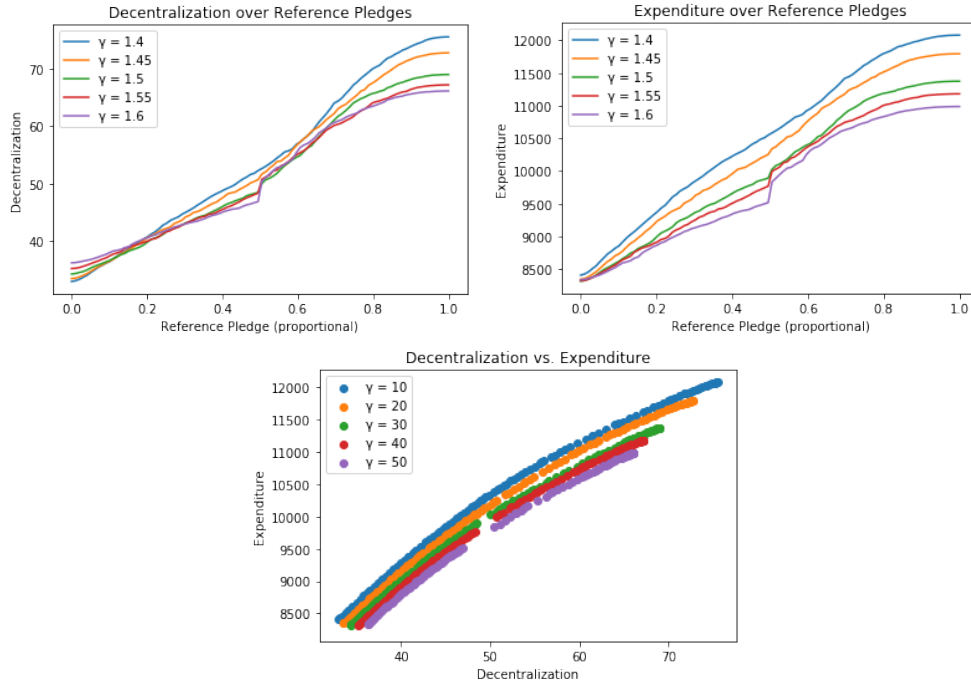 Decentralization over Reference Pledges
γ = 1.4
γ = 1.45
γ = 1.5
γ = 1.55
γ = 1.6
70
60
50
40
Decentralization
0.0 0.2 0.4 0.6 0.8 1.0
Reference Pledge (proportional)
Expenditure over Reference Pledges
γ = 1.4
γ = 1.45
γ = 1.5
γ = 1.55
γ = 1.6
12000
11500
11000
10500
10000
9500
9000
8500
Expenditure
0.0 0.2 0.4 0.6 0.8 1.0
Reference Pledge (proportional)
Decentralization vs. Expenditure
γ = 10
γ = 20
γ = 30
γ = 40
γ = 50
12000
11500
11000
10500
10000
9500
9000
8500
Expenditure
40 50 60 70
Decentralization